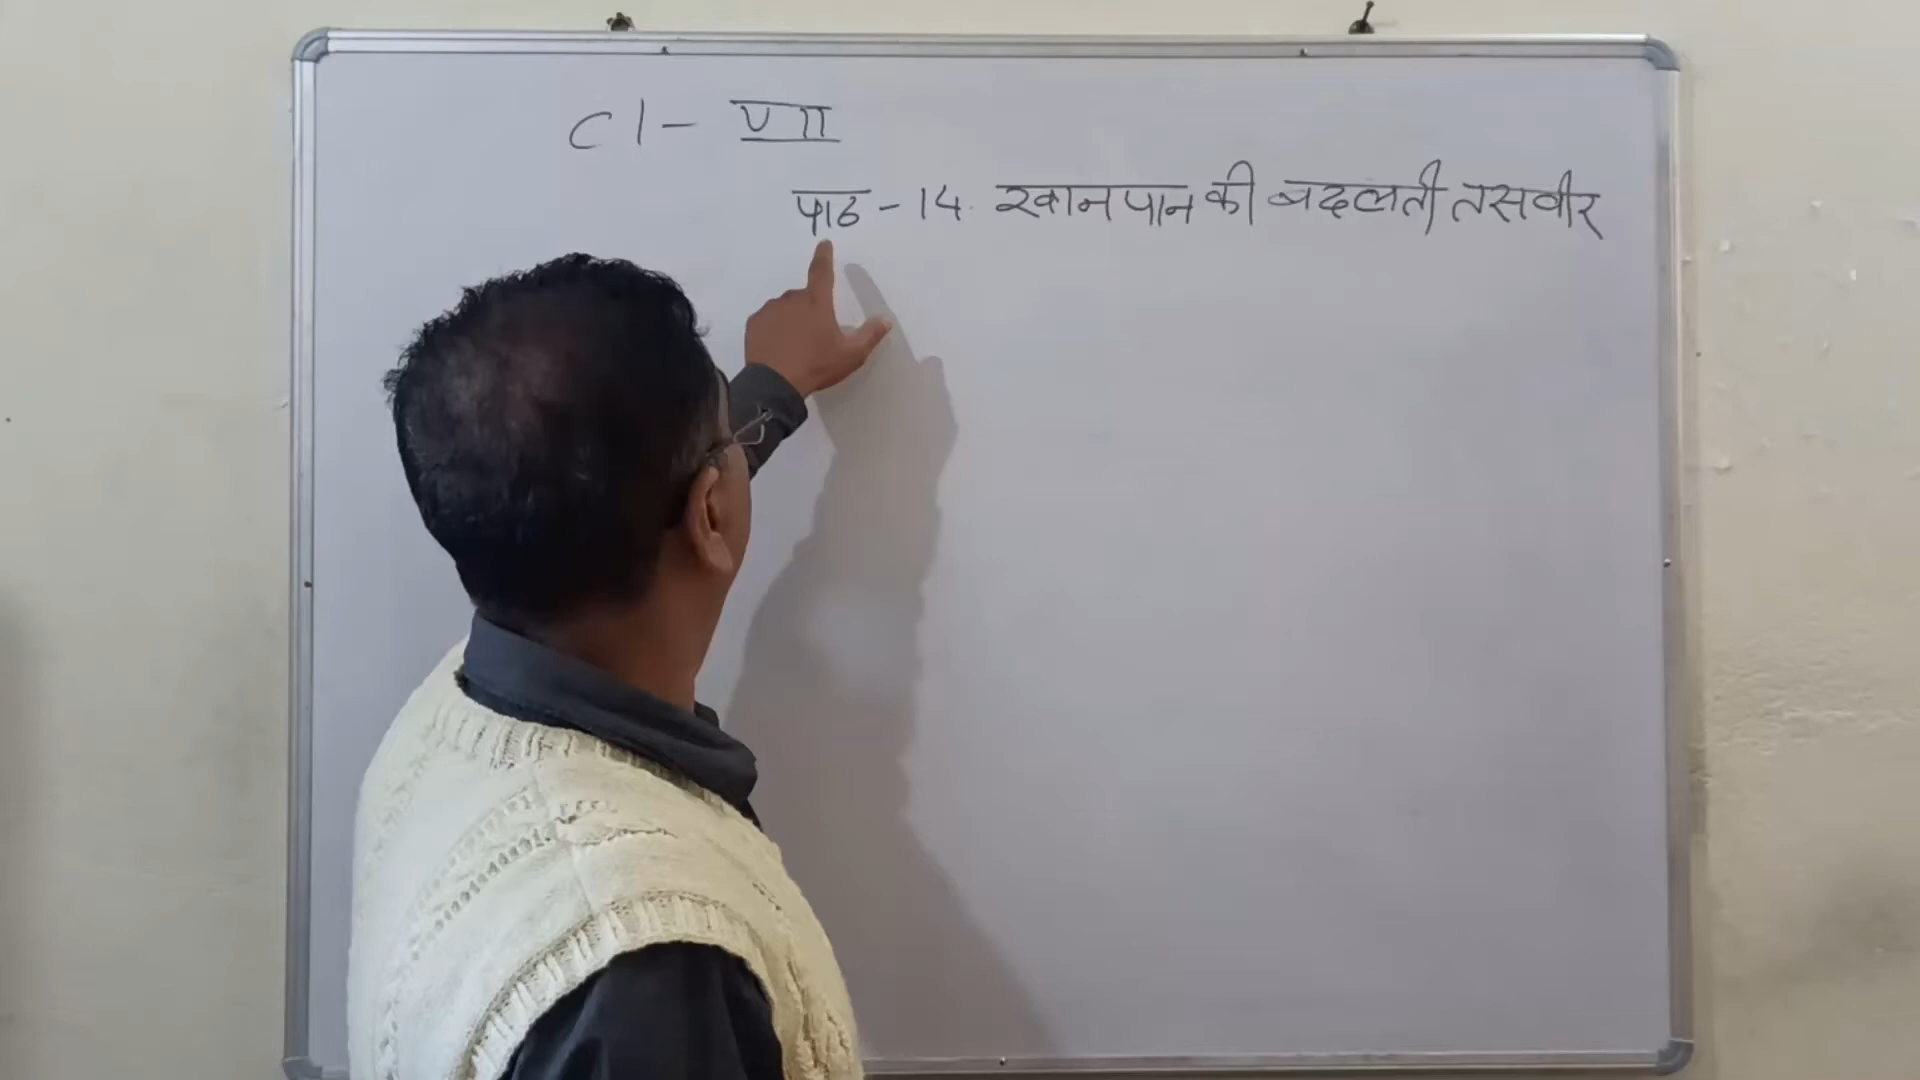 Cl- VII
पाठ - 14. खानपान की बदलती तसवीर